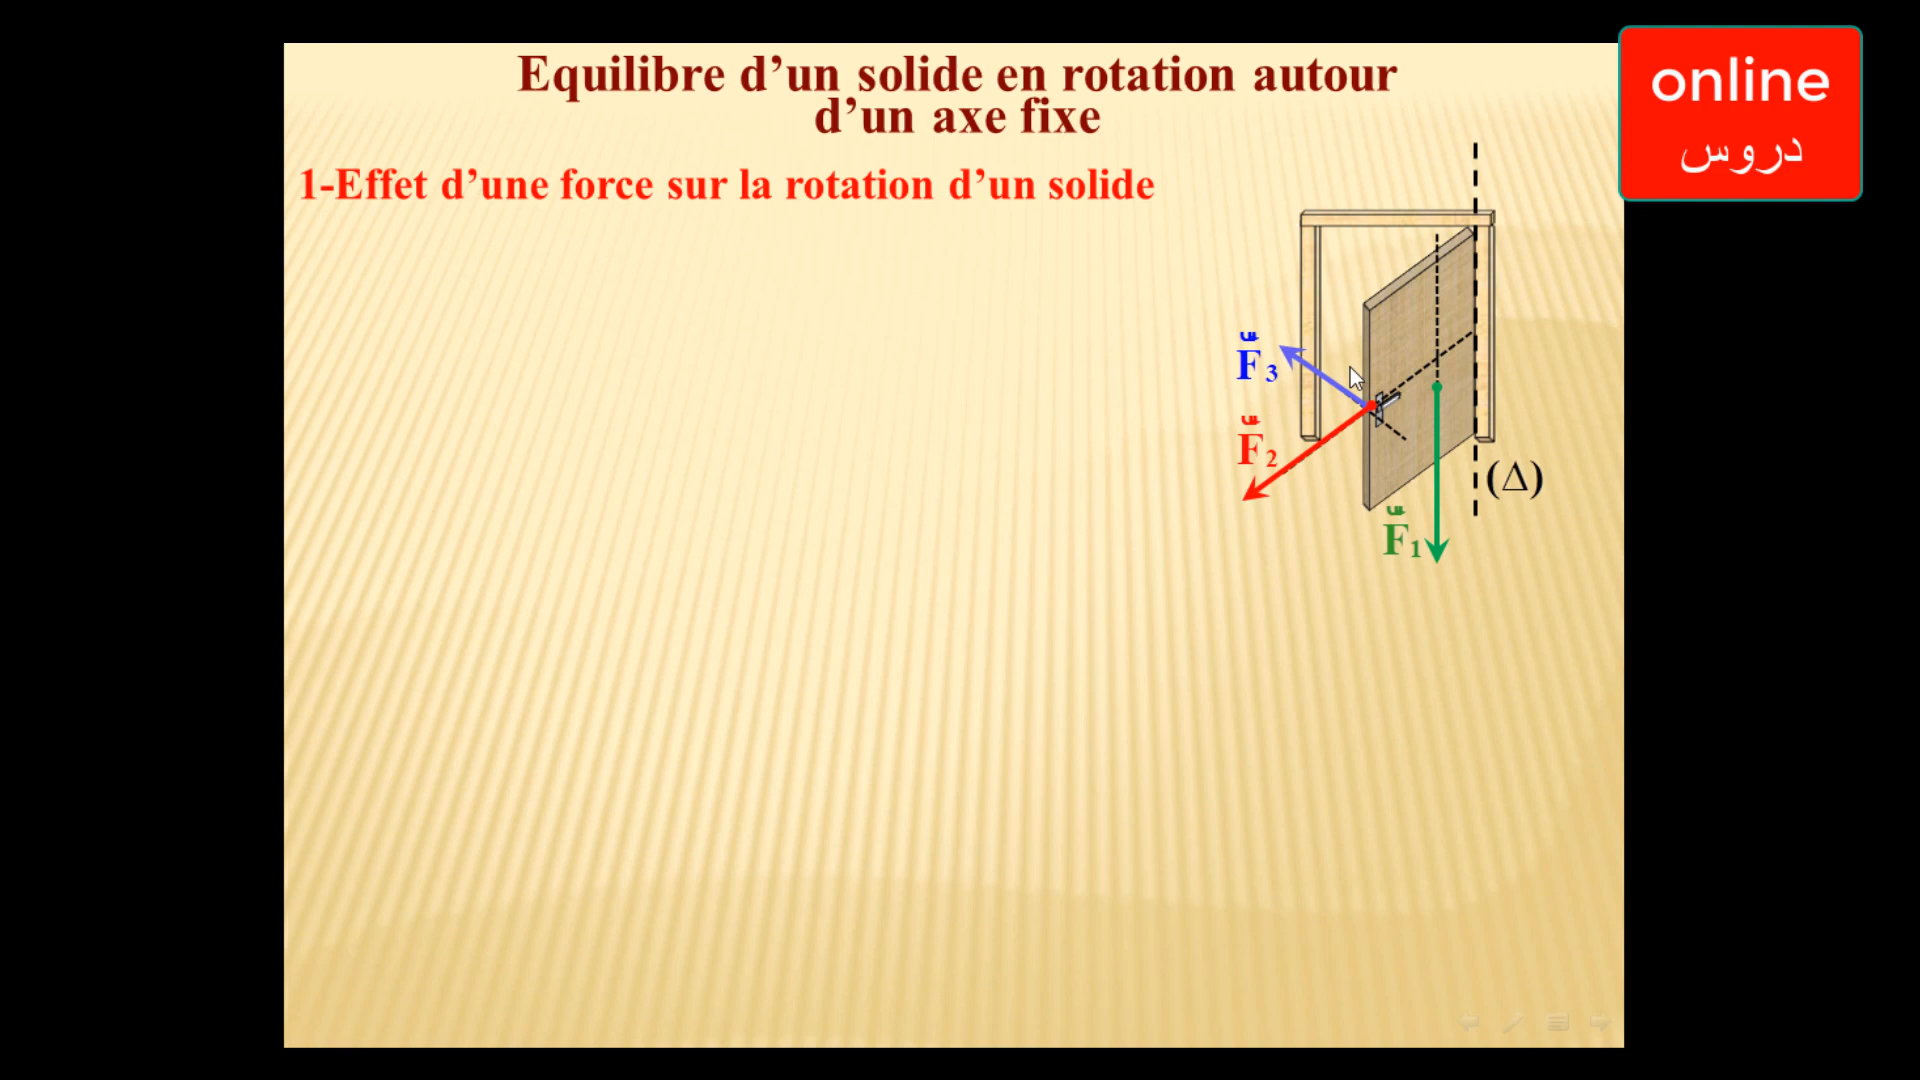 Equilibre d’un solide en rotation autour
d’un axe fixe
1-Effet d’une force sur la rotation d’un solide
online
دروس
F3
F2
(Δ)
F1